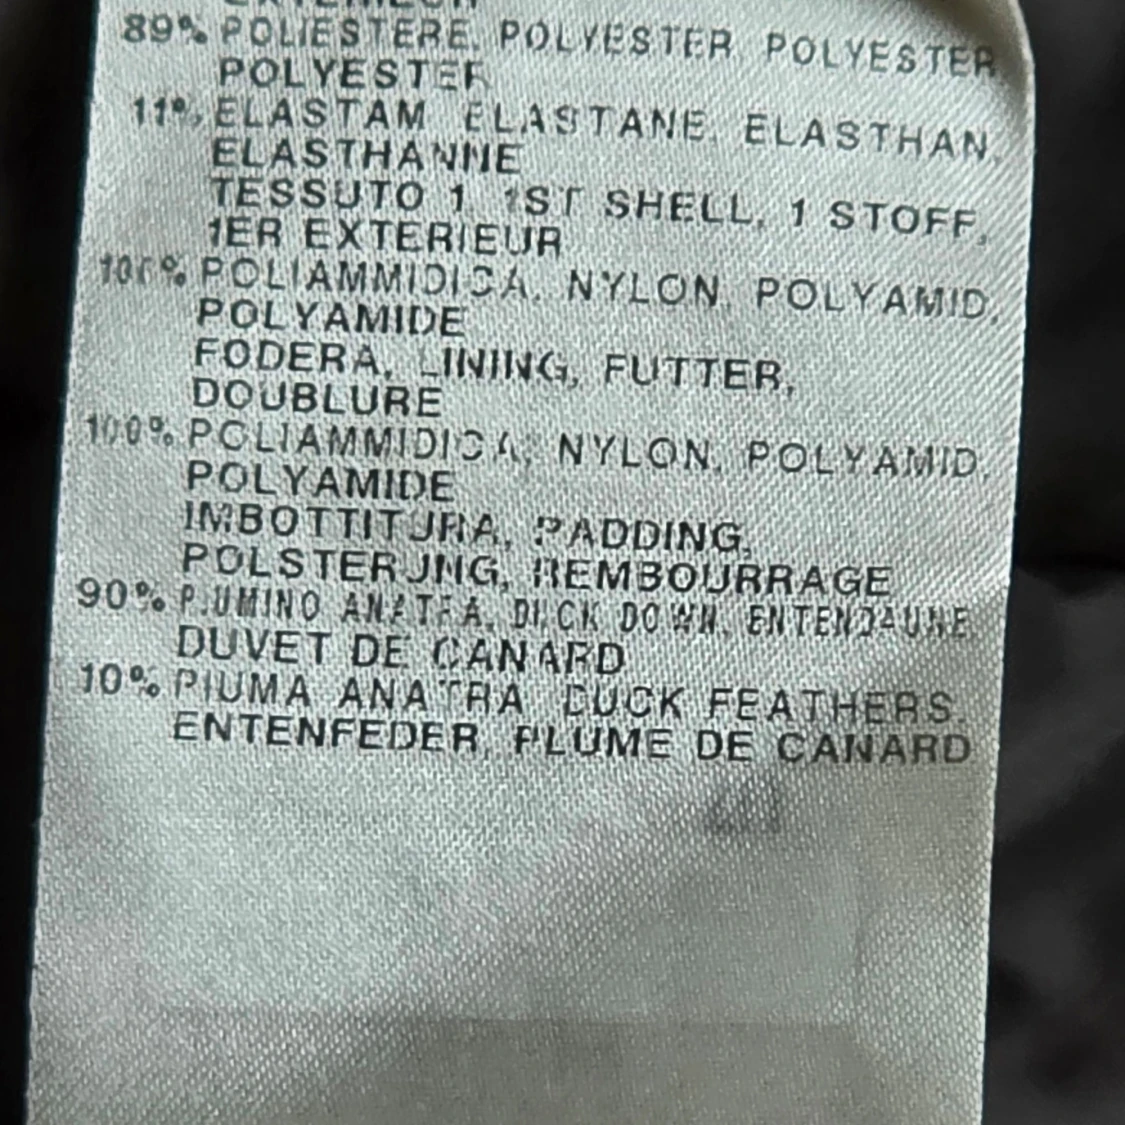 89% POLIESTERE, POLYESTER, POLYESTER,
POLYESTER
11% ELASTAM, ELASTANE, ELASTHAN,
ELASTHANNE
TESSUTO 1, 1ST SHELL, 1 STOFF,
1ER EXTERIEUR
100% POLIAMMIDICA, NYLON, POLYAMID,
POLYAMIDE
FODERA, LINING, FUTTER,
DOUBLURE
100% POLIAMMIDICA, NYLON, POLYAMID,
POLYAMIDE
IMBOTTITURA, PADDING,
POLSTERUNG, REMBOURRAGE
90% PIUMINO ANATRA, DUCK DOWN, ENTENDAUNE,
DUVET DE CANARD
10% PIUMA ANATRA, DUCK FEATHERS,
ENTENFEDER, PLUME DE CANARD